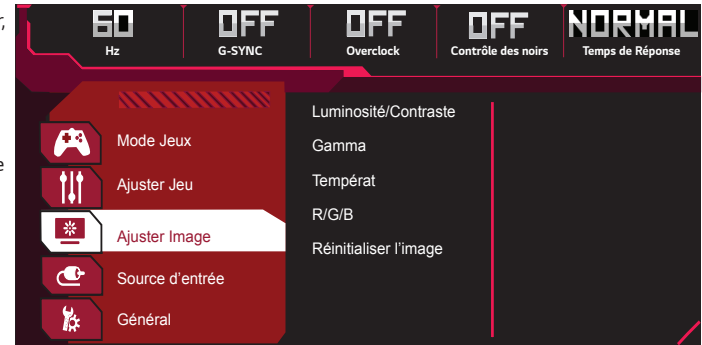 r,
e
60 OFF OFF OFF NORMAL
Hz G-SYNC Overclock Contrôle des noirs Temps de Réponse
Mode Jeux
Ajuster Jeu
Ajuster Image
Source d'entrée
Général
Luminosité/Contraste
Gamma
Températ
R/G/B
Réinitialiser l'image